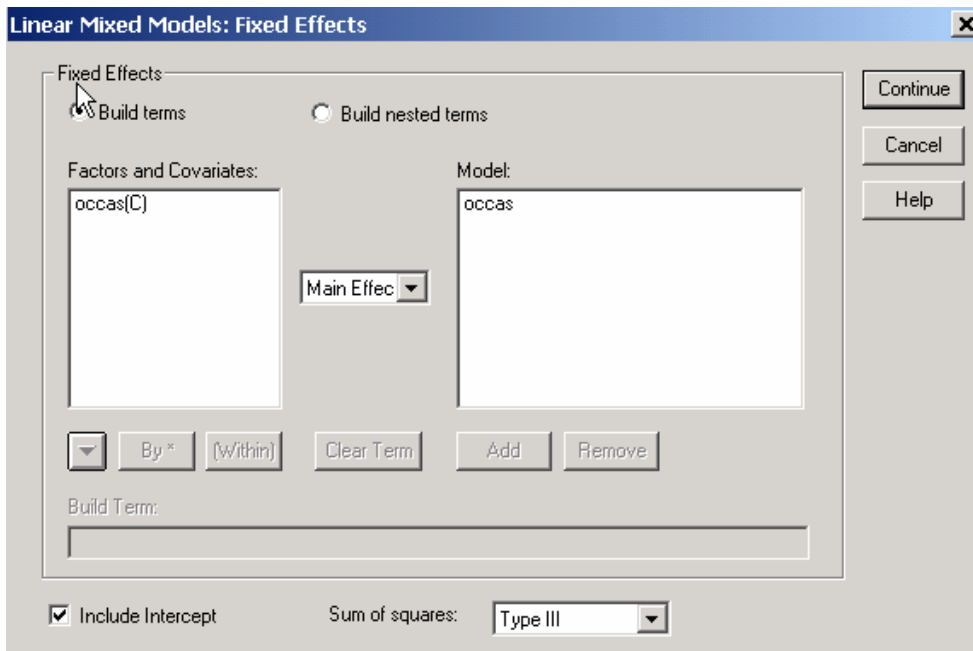 Linear Mixed Models: Fixed Effects
Fixed Effects
Build terms
Build nested terms
Continue
Cancel
Help
Factors and Covariates:
Model:
occas(C)
occas
Main Effec
By *
(Within)
Clear Term
Add
Remove
Build Term:
Include Intercept
Sum of squares:
Type III